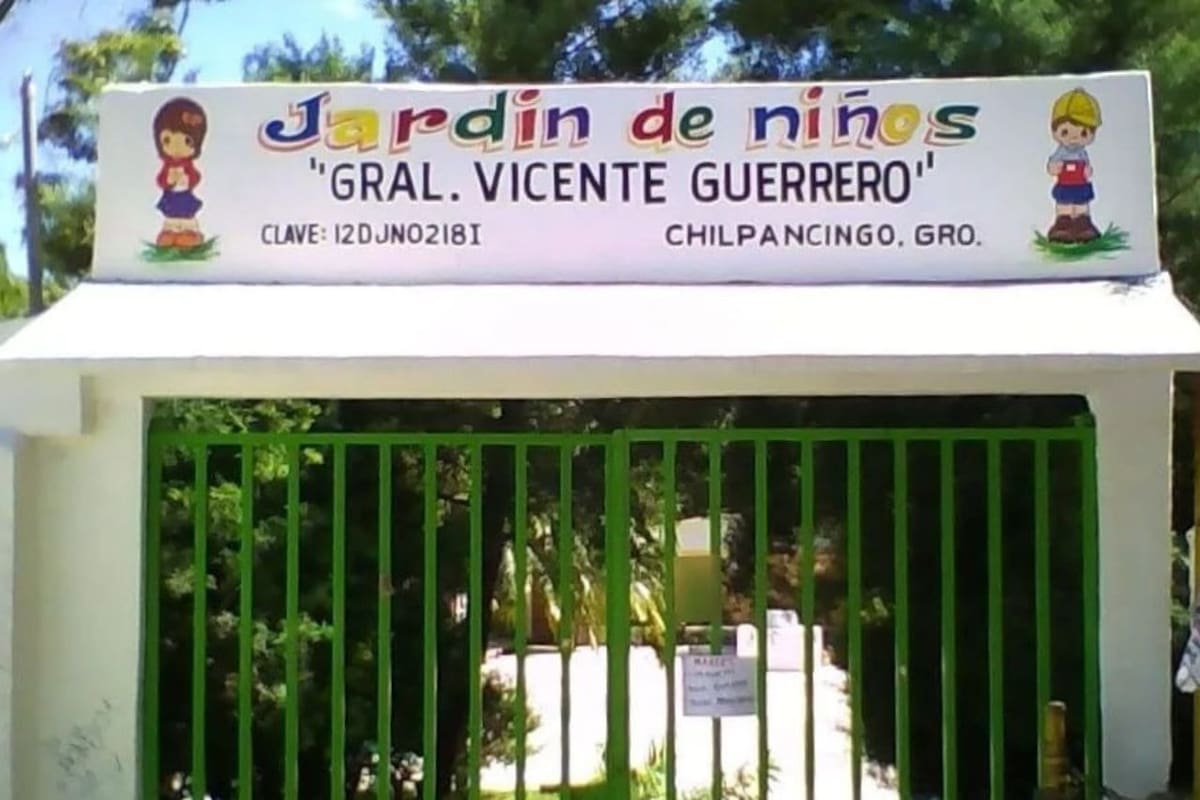 Jardin de niños
"GRAL. VICENTE GUERRERO"
CLAVE: 12DJN0218I
CHILPANCINGO, GRO.